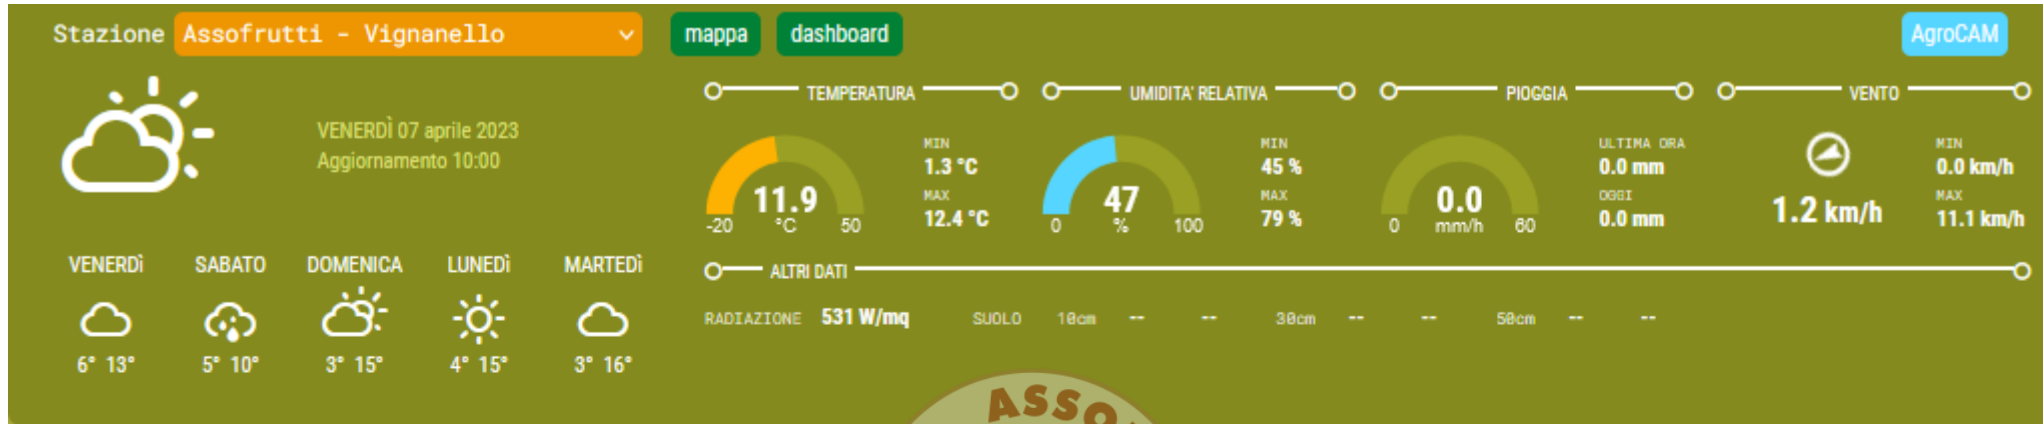 Stazione Assofrutti - Vignanello mappa dashboard AgroCAM
VENERDÌ 07 aprile 2023
Aggiornamento 10:00
TEMPERATURA
11.9
°C
-20 50
MIN
1.3 °C
MAX
12.4 °C
UMIDITA' RELATIVA
47
%
0 100
MIN
45 %
MAX
79 %
PIOGGIA
0.0
mm/h
0 60
ULTIMA ORA
0.0 mm
OGGI
0.0 mm
VENTO
1.2 km/h
MIN
0.0 km/h
MAX
11.1 km/h
VENERDì SABATO DOMENICA LUNEDì MARTEDì
6° 13° 5° 10° 3° 15° 4° 15° 3° 16°
ALTRI DATI
RADIAZIONE 531 W/mq SUOLO 10cm -- -- 30cm -- -- 50cm -- --